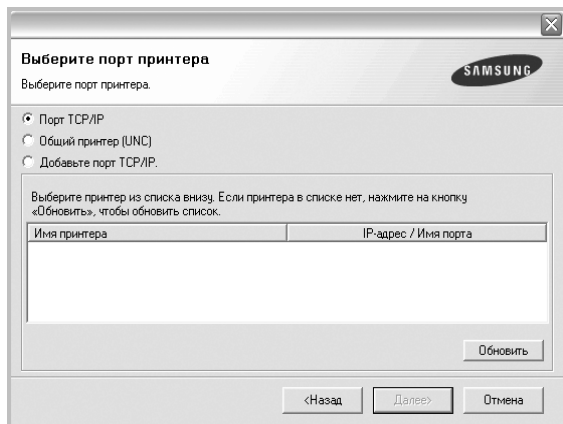 Выберите порт принтера
Выберите порт принтера.
SAMSUNG
Порт TCP/IP
Общий принтер (UNC)
Добавьте порт TCP/IP.
Выберите принтер из списка внизу. Если принтера в списке нет, нажмите на кнопку
«Обновить», чтобы обновить список.
Имя принтера IP-адрес / Имя порта
Обновить
<Назад Далее> Отмена